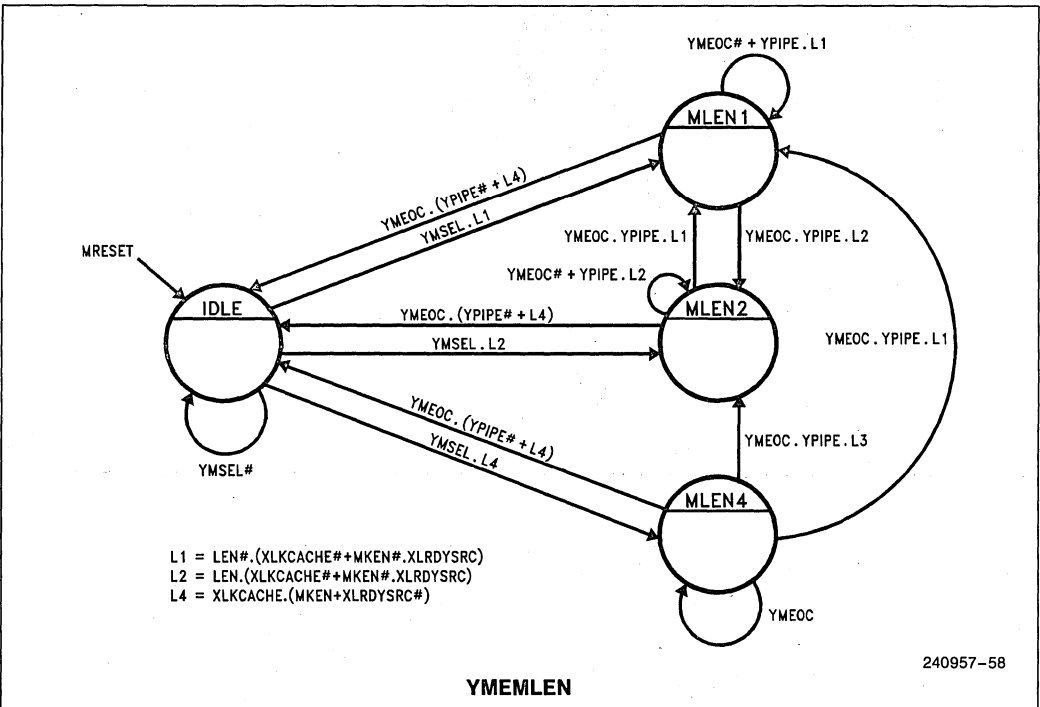 YMEOC# + YPIPE.L1
MLEN1
YMEOC.(YPIPE# + L4)
YMSEL.L1
MRESET
YMEOC.YPIPE.L1
YMEOC.YPIPE.L2
YMEOC# + YPIPE.L2
IDLE
MLEN2
YMEOC.(YPIPE# + L4)
YMSEL.L2
YMEOC.YPIPE.L1
YMEOC.(YPIPE# + L4)
YMSEL.L4
YMEOC.YPIPE.L3
YMSEL#
MLEN4
L1 = LEN#.(XLKCACHE#+MKEN#.XLRDYSRC)
L2 = LEN.(XLKCACHE#+MKEN#.XLRDYSRC)
L4 = XLKCACHE.(MKEN+XLRDYSRC#)
YMEOC
240957-58
YMEMLEN